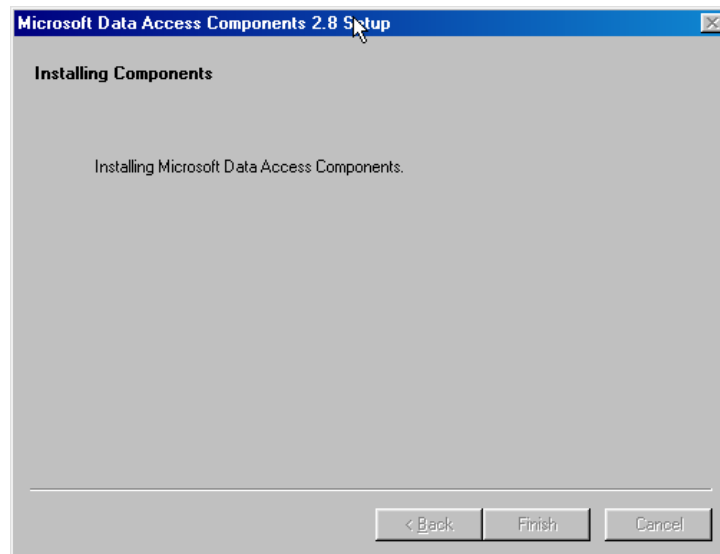 Microsoft Data Access Components 2.8 Setup
Installing Components
Installing Microsoft Data Access Components.
< Back
Finish
Cancel